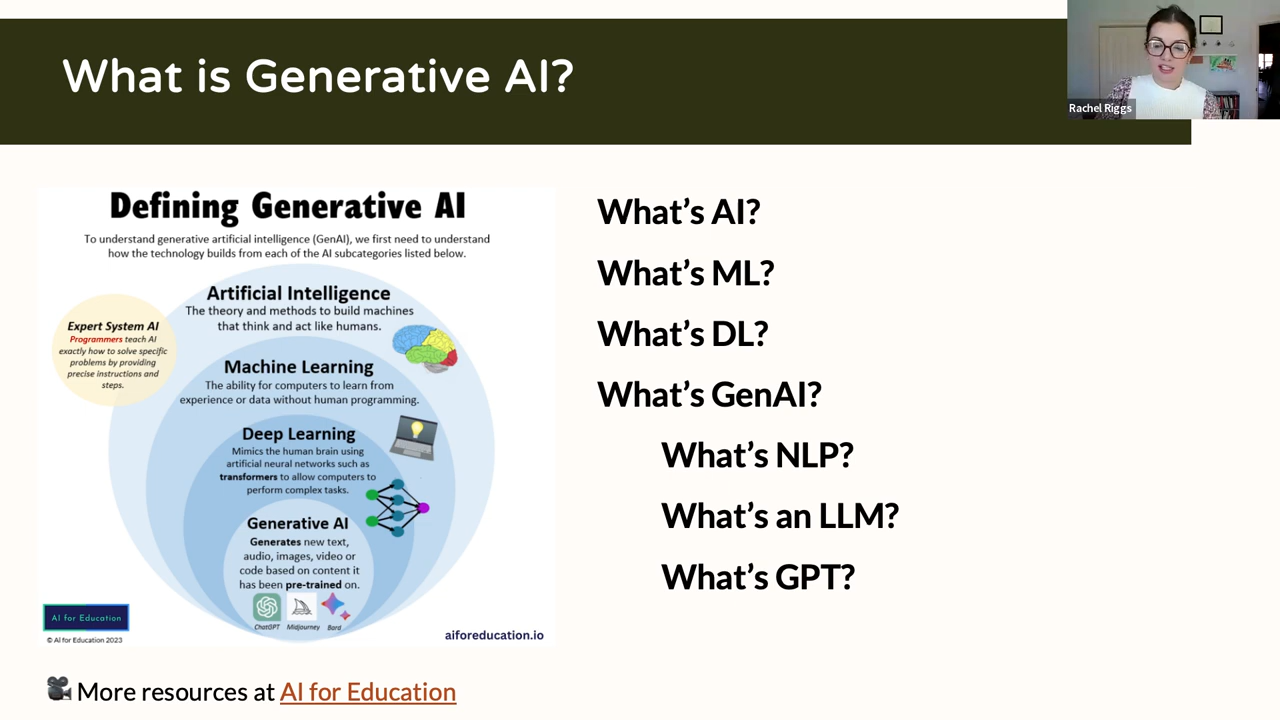 What is Generative AI?
Rachel Riggs
Defining Generative AI
To understand generative artificial intelligence (GenAI), we first need to understand
how the technology builds from each of the AI subcategories listed below.
Artificial Intelligence
The theory and methods to build machines
that think and act like humans.
Expert System AI
Programmers teach AI
exactly how to solve specific
problems by providing
precise instructions and
steps.
Machine Learning
The ability for computers to learn from
experience or data without human programming.
Deep Learning
Mimics the human brain using
artificial neural networks such as
transformers to allow computers to
perform complex tasks.
Generative AI
Generates new text,
audio, images, video or
code based on content it
has been pre-trained on.
ChatGPT Midjourney Bard
AI for Education
© AI for Education 2023
aiforeducation.io
What’s AI?
What’s ML?
What’s DL?
What’s GenAI?
What’s NLP?
What’s an LLM?
What’s GPT?
More resources at AI for Education